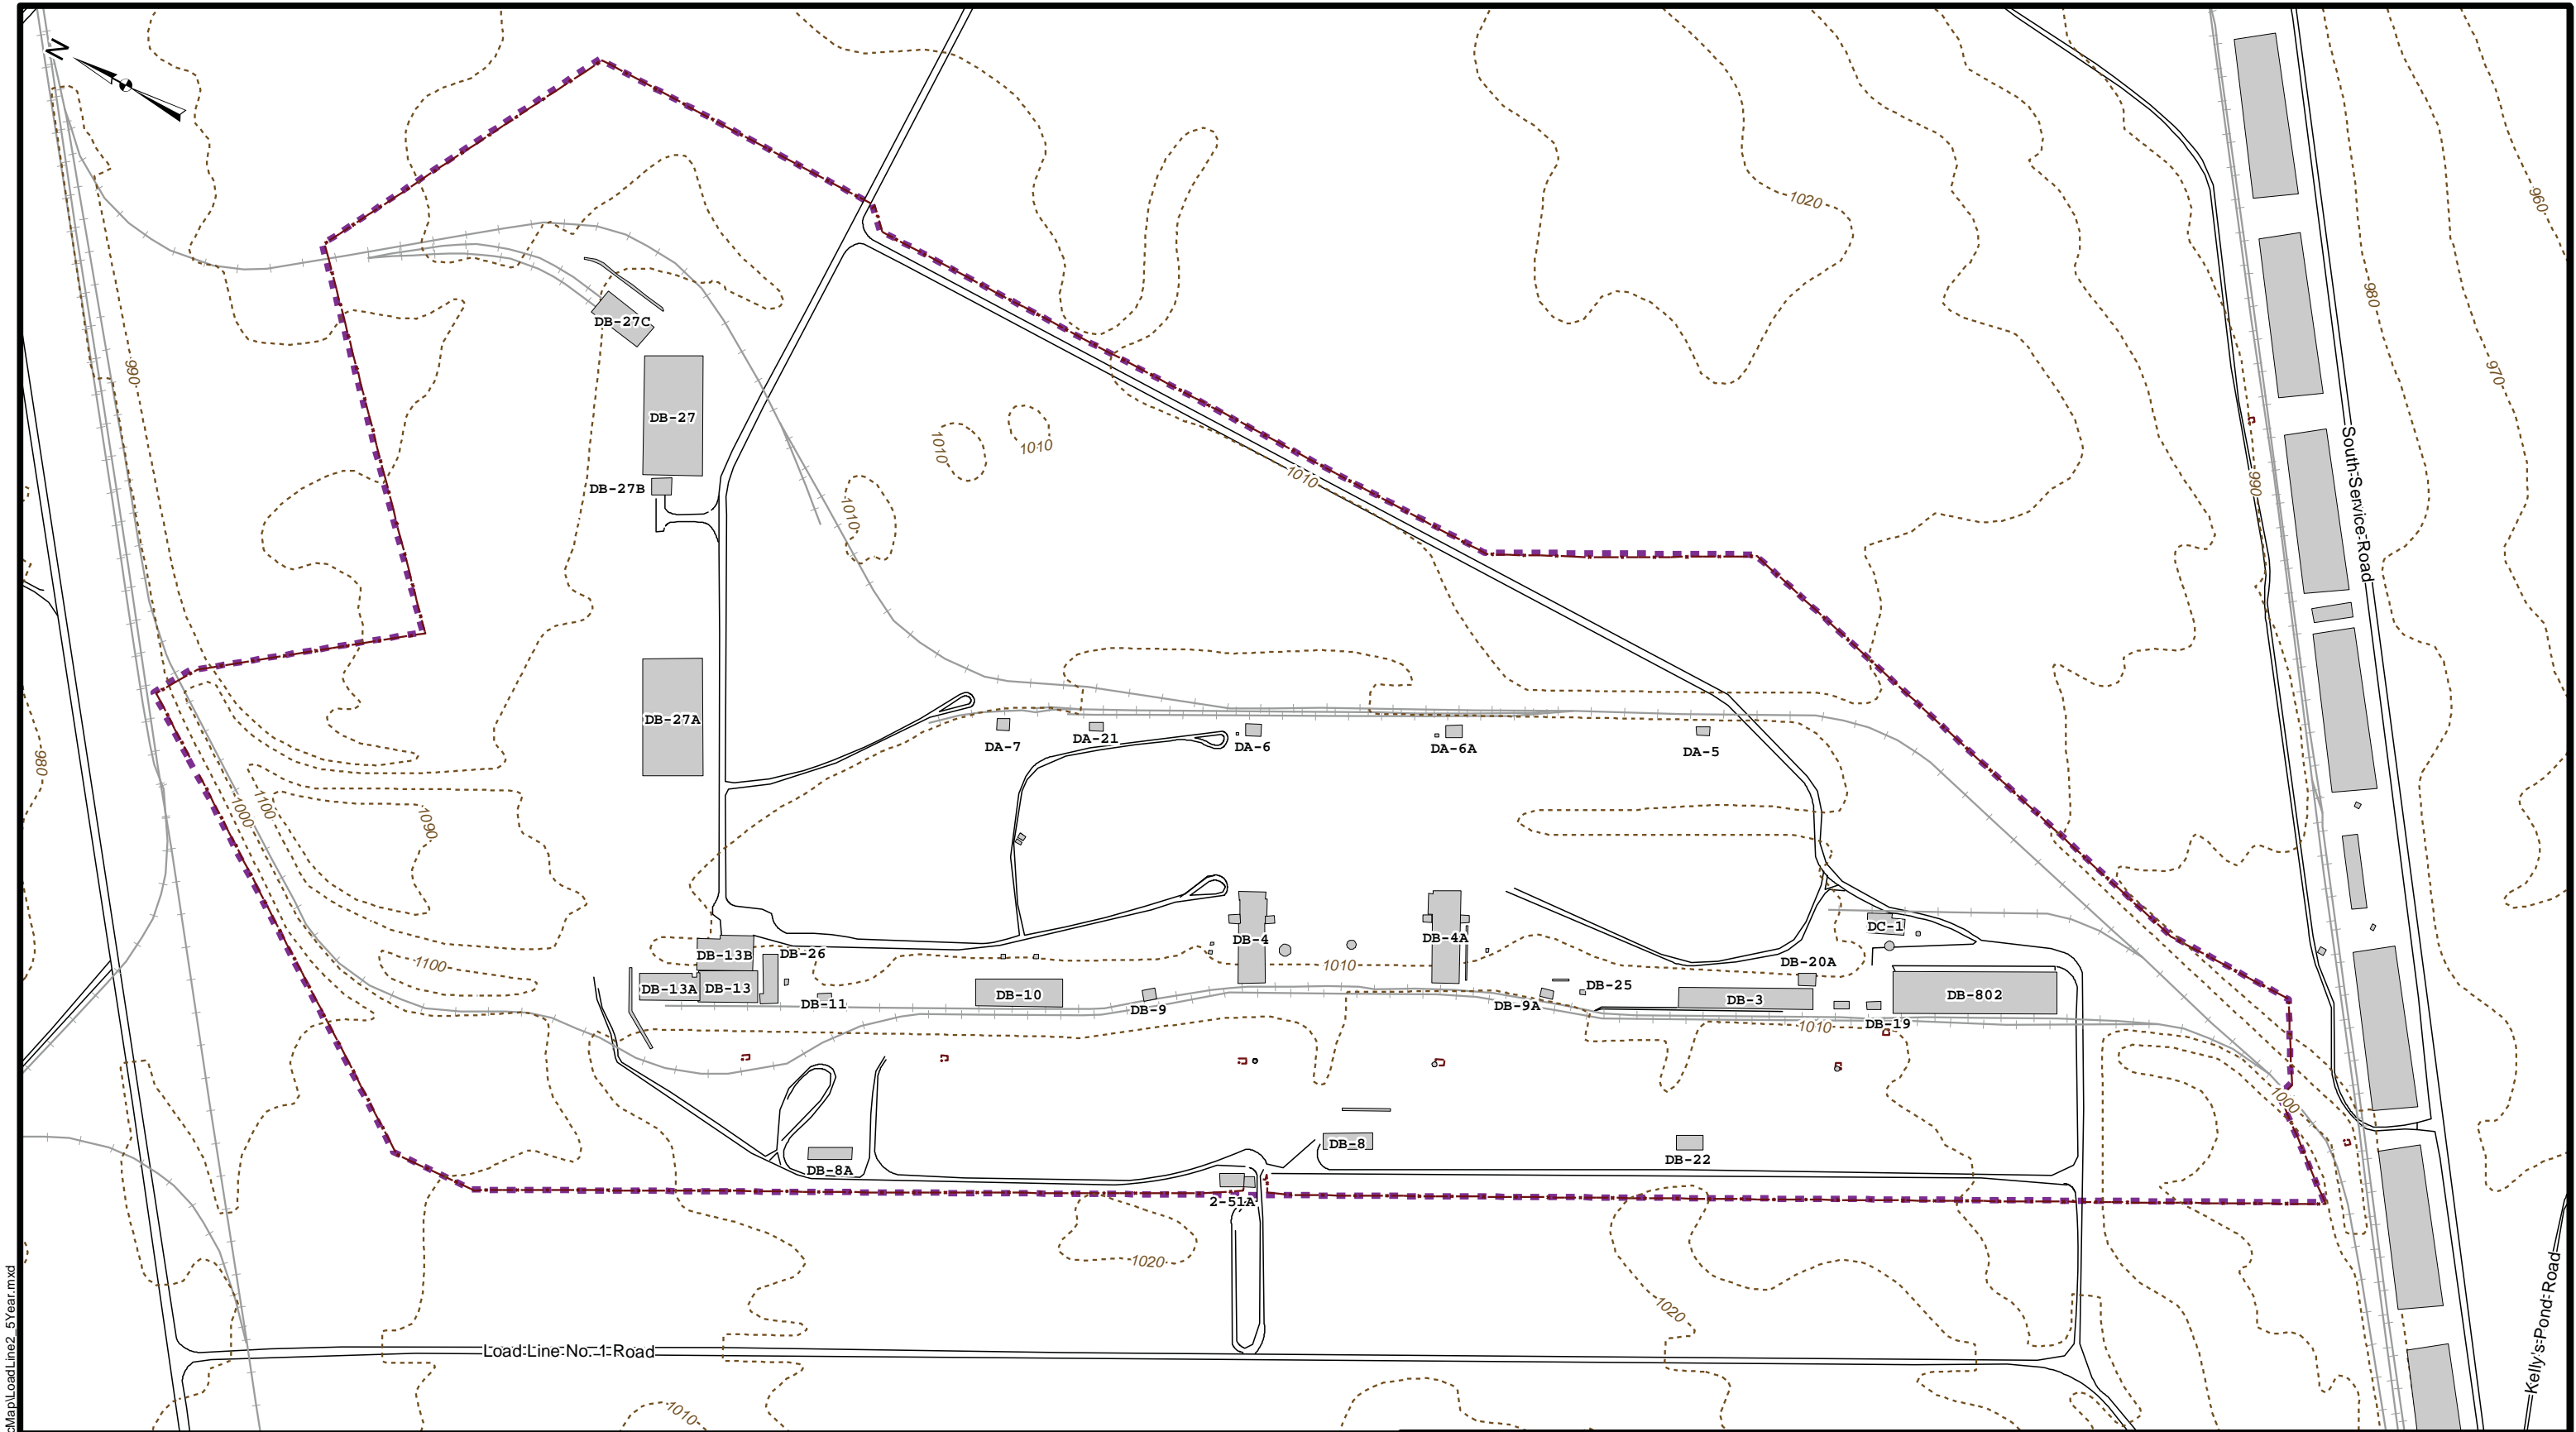 N
1020
960
990
980
970
DB-27C
DB-27
1010
1010
DB-27B
1010
1010
990
South Service Road
DB-27A
980
DA-7
DA-21
DA-6
DA-6A
DA-5
1000
1100
1090
DC-1
DB-4
DB-4A
DB-13B
DB-26
1100
1010
DB-20A
DB-13A
DB-13
DB-10
DB-25
DB-3
DB-802
DB-11
DB-9
DB-9A
DB-19
1010
1000
DB-8
DB-8A
DB-22
2-51A
1020
1020
Load Line No. 1 Road
Kelly's Pond Road
1010
cMap\LoadLine2_5Year.mxd